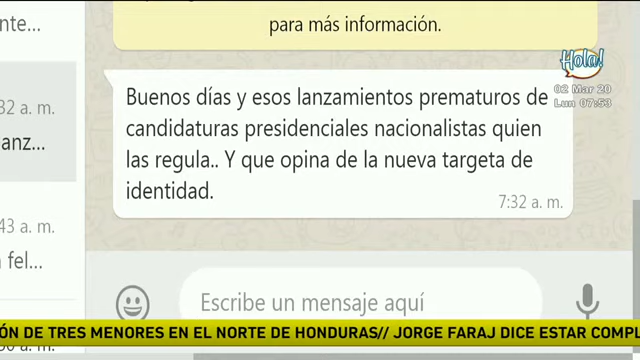 nte...
para más información.
Hola!
02 Mar 20
Lun 07:53
32 a. m.
anz...
Buenos días y esos lanzamientos prematuros de
candidaturas presidenciales nacionalistas quien
las regula.. Y que opina de la nueva targeta de
identidad.
7:32 a. m.
43 a. m.
fel...
Escribe un mensaje aquí
IÓN DE TRES MENORES EN EL NORTE DE HONDURAS// JORGE FARAJ DICE ESTAR COMPL